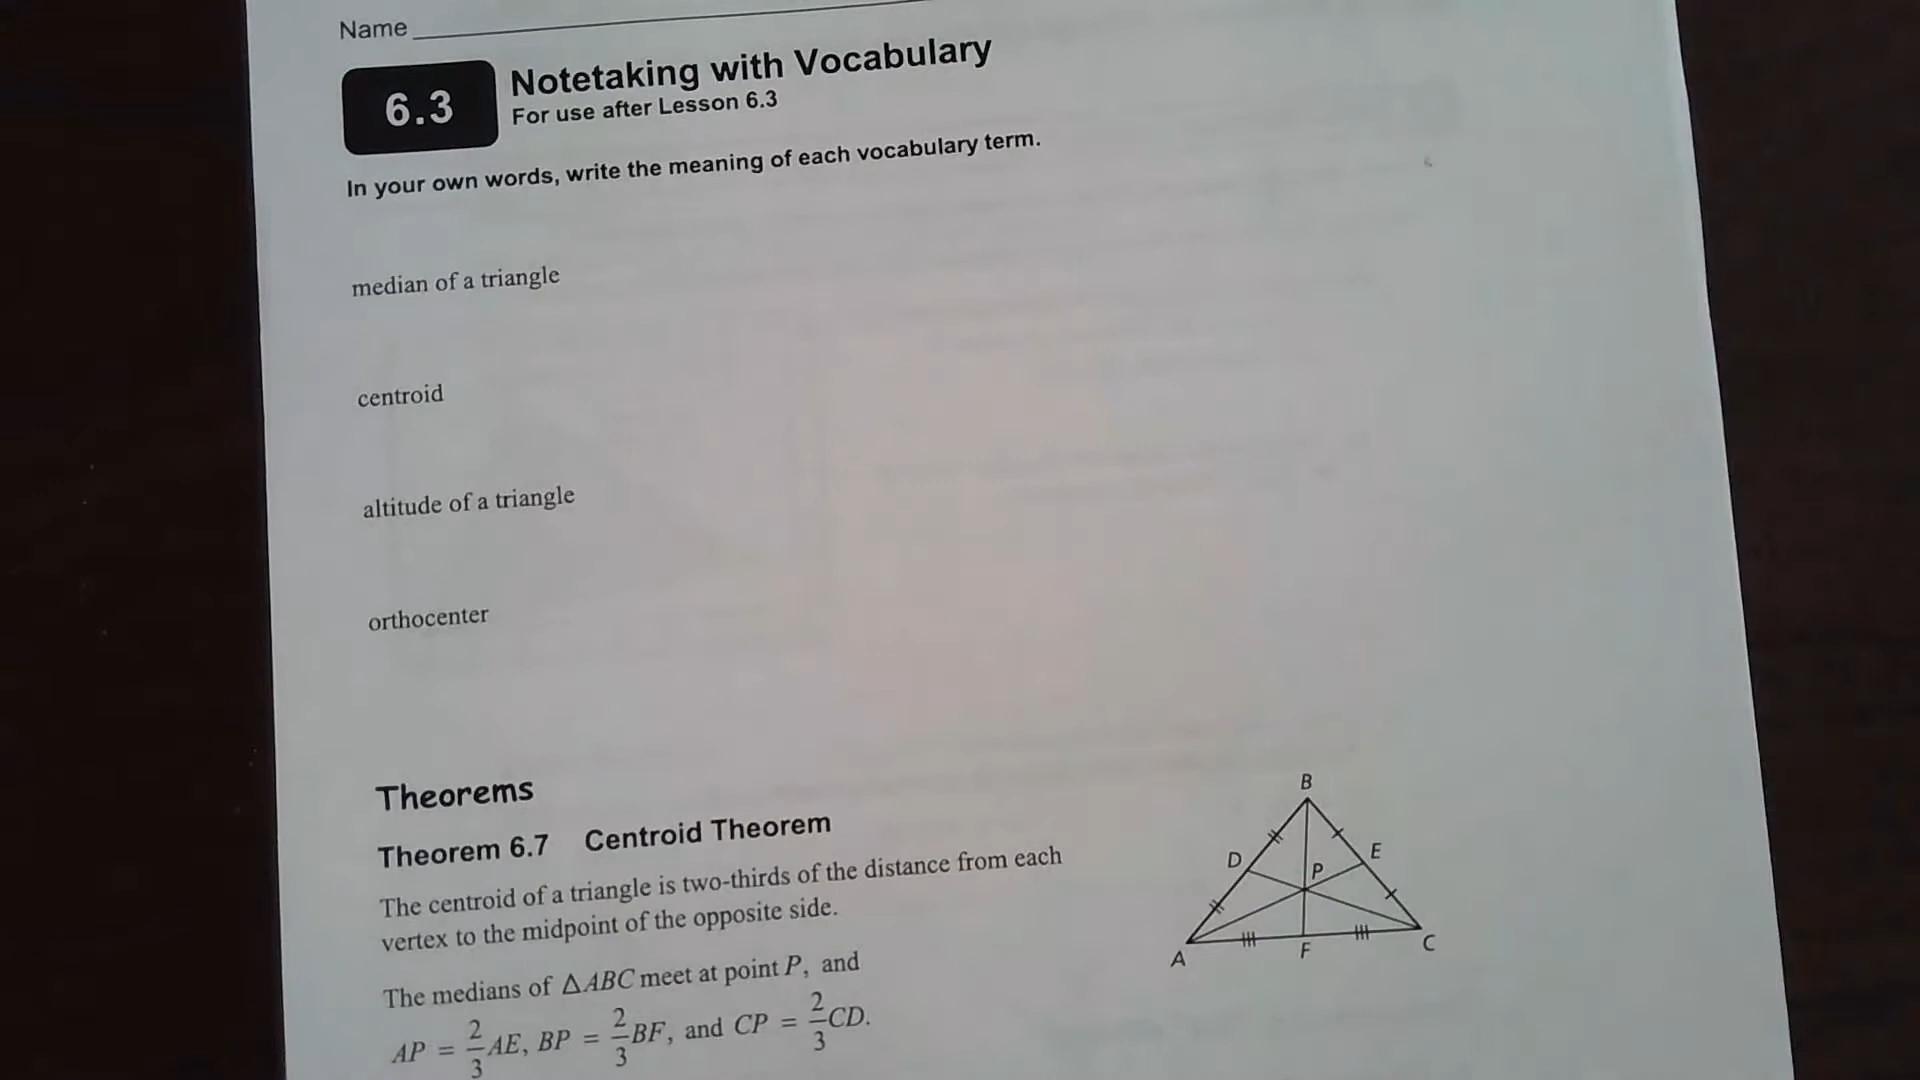 Name
6.3
Notetaking with Vocabulary
For use after Lesson 6.3
In your own words, write the meaning of each vocabulary term.
median of a triangle
centroid
altitude of a triangle
orthocenter
Theorems
Theorem 6.7 Centroid Theorem
The centroid of a triangle is two-thirds of the distance from each
vertex to the midpoint of the opposite side.
The medians of △ABC meet at point P, and
AP = 2/3 AE, BP = 2/3 BF, and CP = 2/3 CD.
B
D
E
P
A
F
C